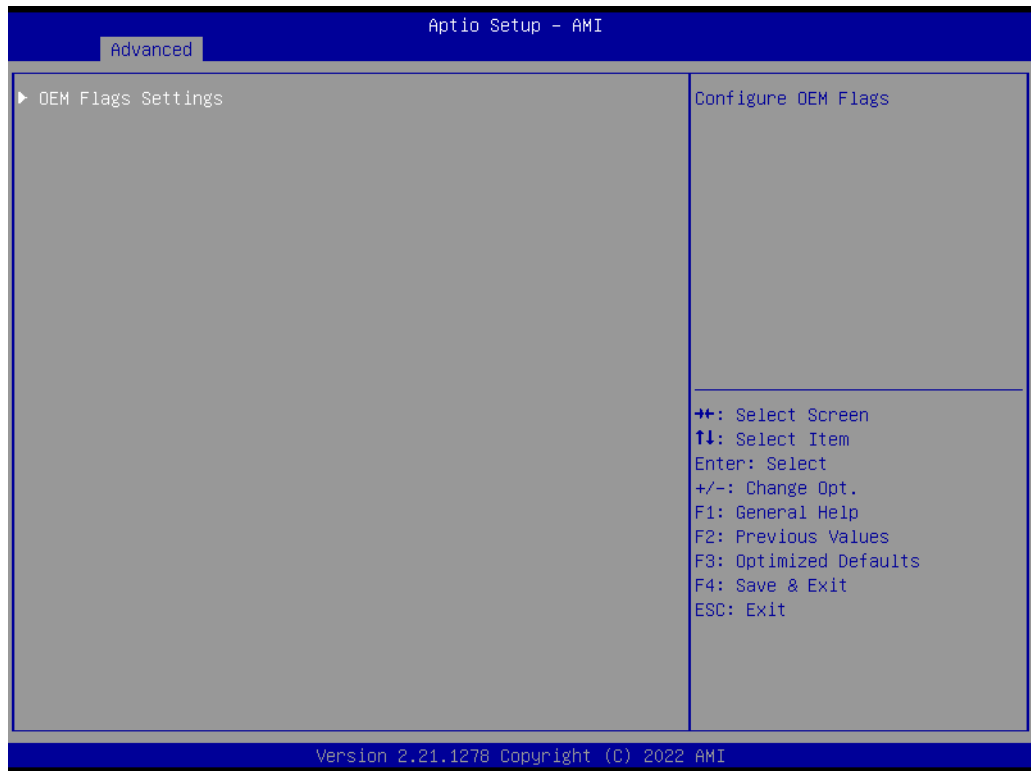 Aptio Setup – AMI
Advanced
▶ OEM Flags Settings
Configure OEM Flags
→←: Select Screen
↑↓: Select Item
Enter: Select
+/-: Change Opt.
F1: General Help
F2: Previous Values
F3: Optimized Defaults
F4: Save & Exit
ESC: Exit
Version 2.21.1278 Copyright (C) 2022 AMI